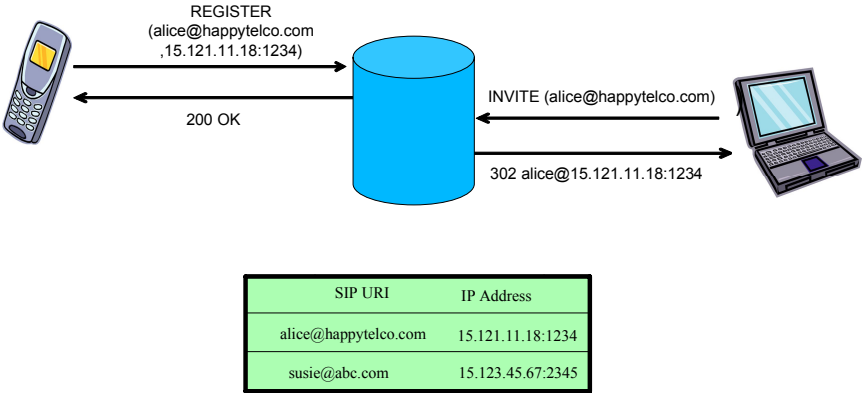 REGISTER
(alice@happytelco.com
,15.121.11.18:1234)
200 OK
INVITE (alice@happytelco.com)
302 alice@15.121.11.18:1234
SIP URI IP Address
alice@happytelco.com 15.121.11.18:1234
susie@abc.com 15.123.45.67:2345